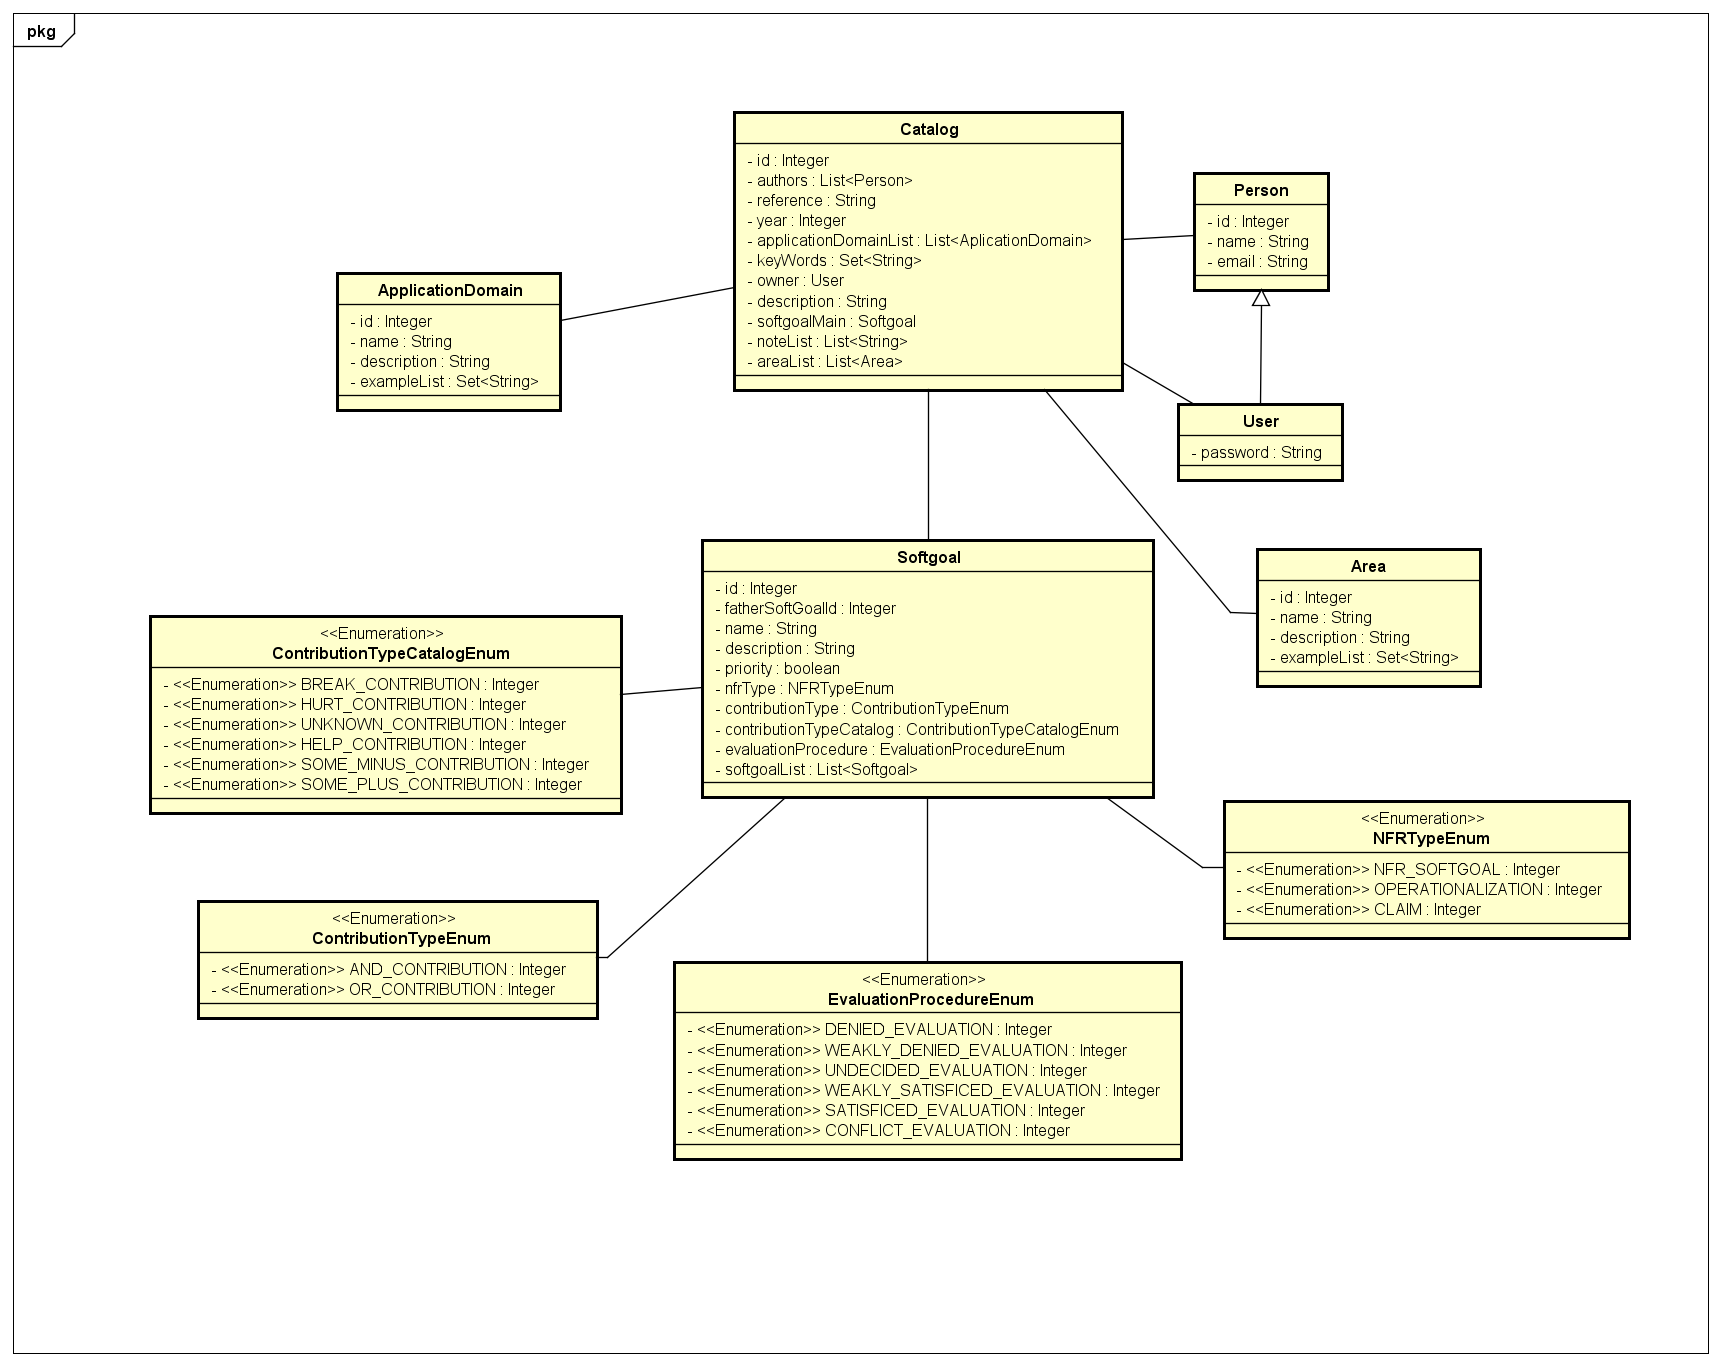 pkg
Catalog
- id : Integer
- authors : List<Person>
- reference : String
- year : Integer
- applicationDomainList : List<AplicationDomain>
- keyWords : Set<String>
- owner : User
- description : String
- softgoalMain : Softgoal
- noteList : List<String>
- areaList : List<Area>
Person
- id : Integer
- name : String
- email : String
ApplicationDomain
- id : Integer
- name : String
- description : String
- exampleList : Set<String>
User
- password : String
Softgoal
- id : Integer
- fatherSoftGoalId : Integer
- name : String
- description : String
- priority : boolean
- nfrType : NFRTypeEnum
- contributionType : ContributionTypeEnum
- contributionTypeCatalog : ContributionTypeCatalogEnum
- evaluationProcedure : EvaluationProcedureEnum
- softgoalList : List<Softgoal>
Area
- id : Integer
- name : String
- description : String
- exampleList : Set<String>
<<Enumeration>>
ContributionTypeCatalogEnum
- <<Enumeration>> BREAK_CONTRIBUTION : Integer
- <<Enumeration>> HURT_CONTRIBUTION : Integer
- <<Enumeration>> UNKNOWN_CONTRIBUTION : Integer
- <<Enumeration>> HELP_CONTRIBUTION : Integer
- <<Enumeration>> SOME_MINUS_CONTRIBUTION : Integer
- <<Enumeration>> SOME_PLUS_CONTRIBUTION : Integer
<<Enumeration>>
NFRTypeEnum
- <<Enumeration>> NFR_SOFTGOAL : Integer
- <<Enumeration>> OPERATIONALIZATION : Integer
- <<Enumeration>> CLAIM : Integer
<<Enumeration>>
ContributionTypeEnum
- <<Enumeration>> AND_CONTRIBUTION : Integer
- <<Enumeration>> OR_CONTRIBUTION : Integer
<<Enumeration>>
EvaluationProcedureEnum
- <<Enumeration>> DENIED_EVALUATION : Integer
- <<Enumeration>> WEAKLY_DENIED_EVALUATION : Integer
- <<Enumeration>> UNDECIDED_EVALUATION : Integer
- <<Enumeration>> WEAKLY_SATISFICED_EVALUATION : Integer
- <<Enumeration>> SATISFICED_EVALUATION : Integer
- <<Enumeration>> CONFLICT_EVALUATION : Integer